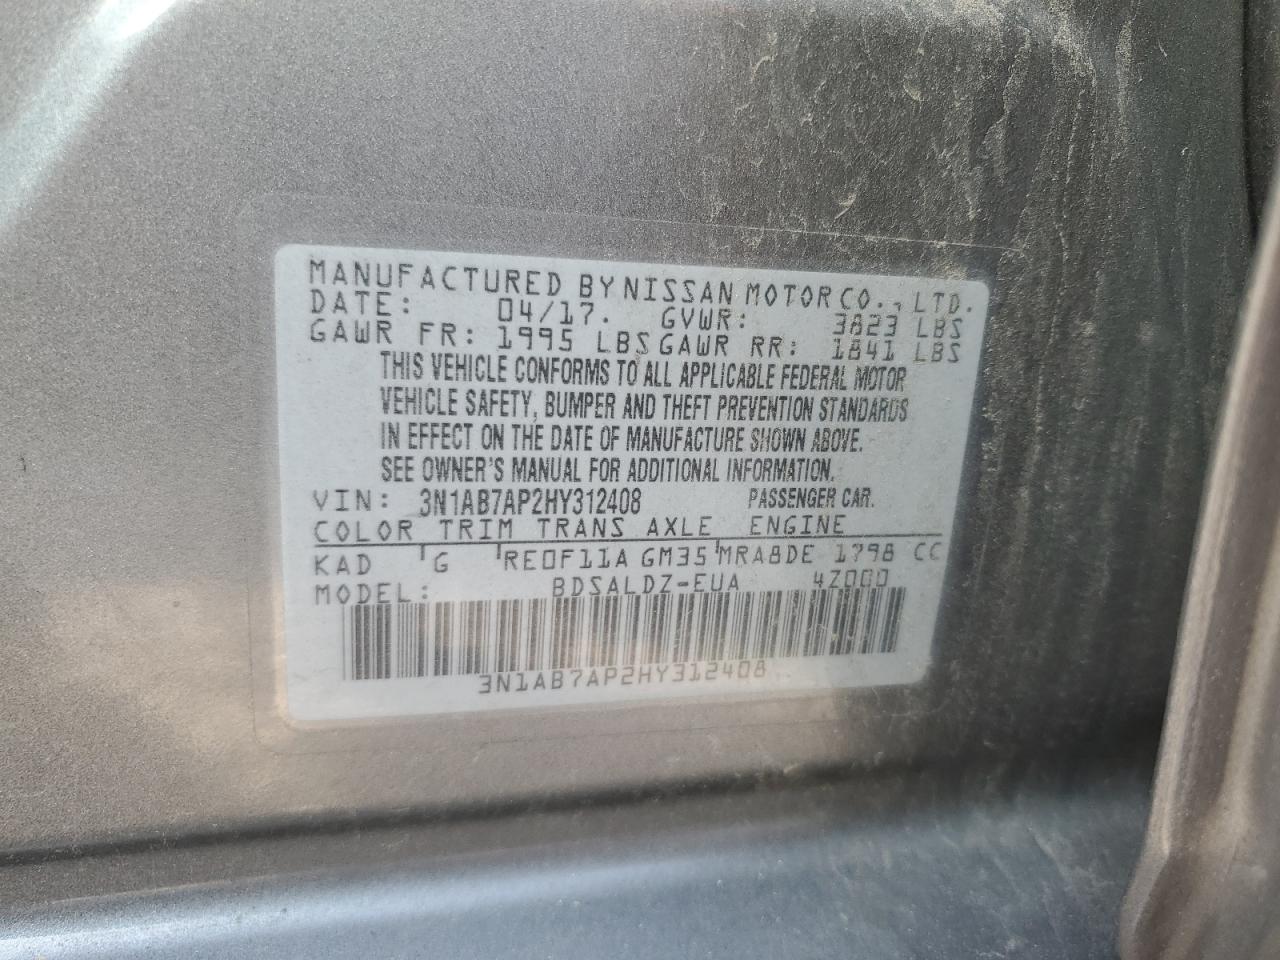 MANUFACTURED BY NISSAN MOTOR CO., LTD.
DATE: 04/17. GVWR: 3823 LBS
GAWR FR: 1995 LBS GAWR RR: 1841 LBS
THIS VEHICLE CONFORMS TO ALL APPLICABLE FEDERAL MOTOR
VEHICLE SAFETY, BUMPER AND THEFT PREVENTION STANDARDS
IN EFFECT ON THE DATE OF MANUFACTURE SHOWN ABOVE.
SEE OWNER'S MANUAL FOR ADDITIONAL INFORMATION.
VIN: 3N1AB7AP2HY312408 PASSENGER CAR.
COLOR TRIM TRANS AXLE ENGINE
KAD G RE0F11A GM35 MRA8DE 1798 CC
MODEL: BDSALDZ-EUA 4Z000
3N1AB7AP2HY312408